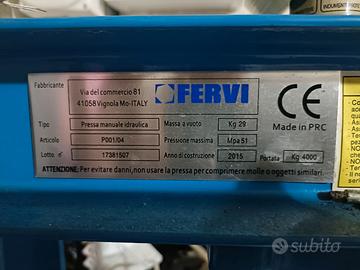 INDUMENTI PROTETTIVI
Fabbricante
Via del commercio 81
41058 Vignola Mo-ITALY
FERVI
CE
Made in PRC
Tipo
Pressa manuale idraulica
Massa a vuoto
Kg 29
Articolo
P001/04
Pressione massima
Mpa 51
Lotto n°
17381507
Anno di costruzione
2015
Portata
Kg 4000
ATTENZIONE: Per evitare danni, non usare la pressa per comprimere molle o oggetti similari.
subito